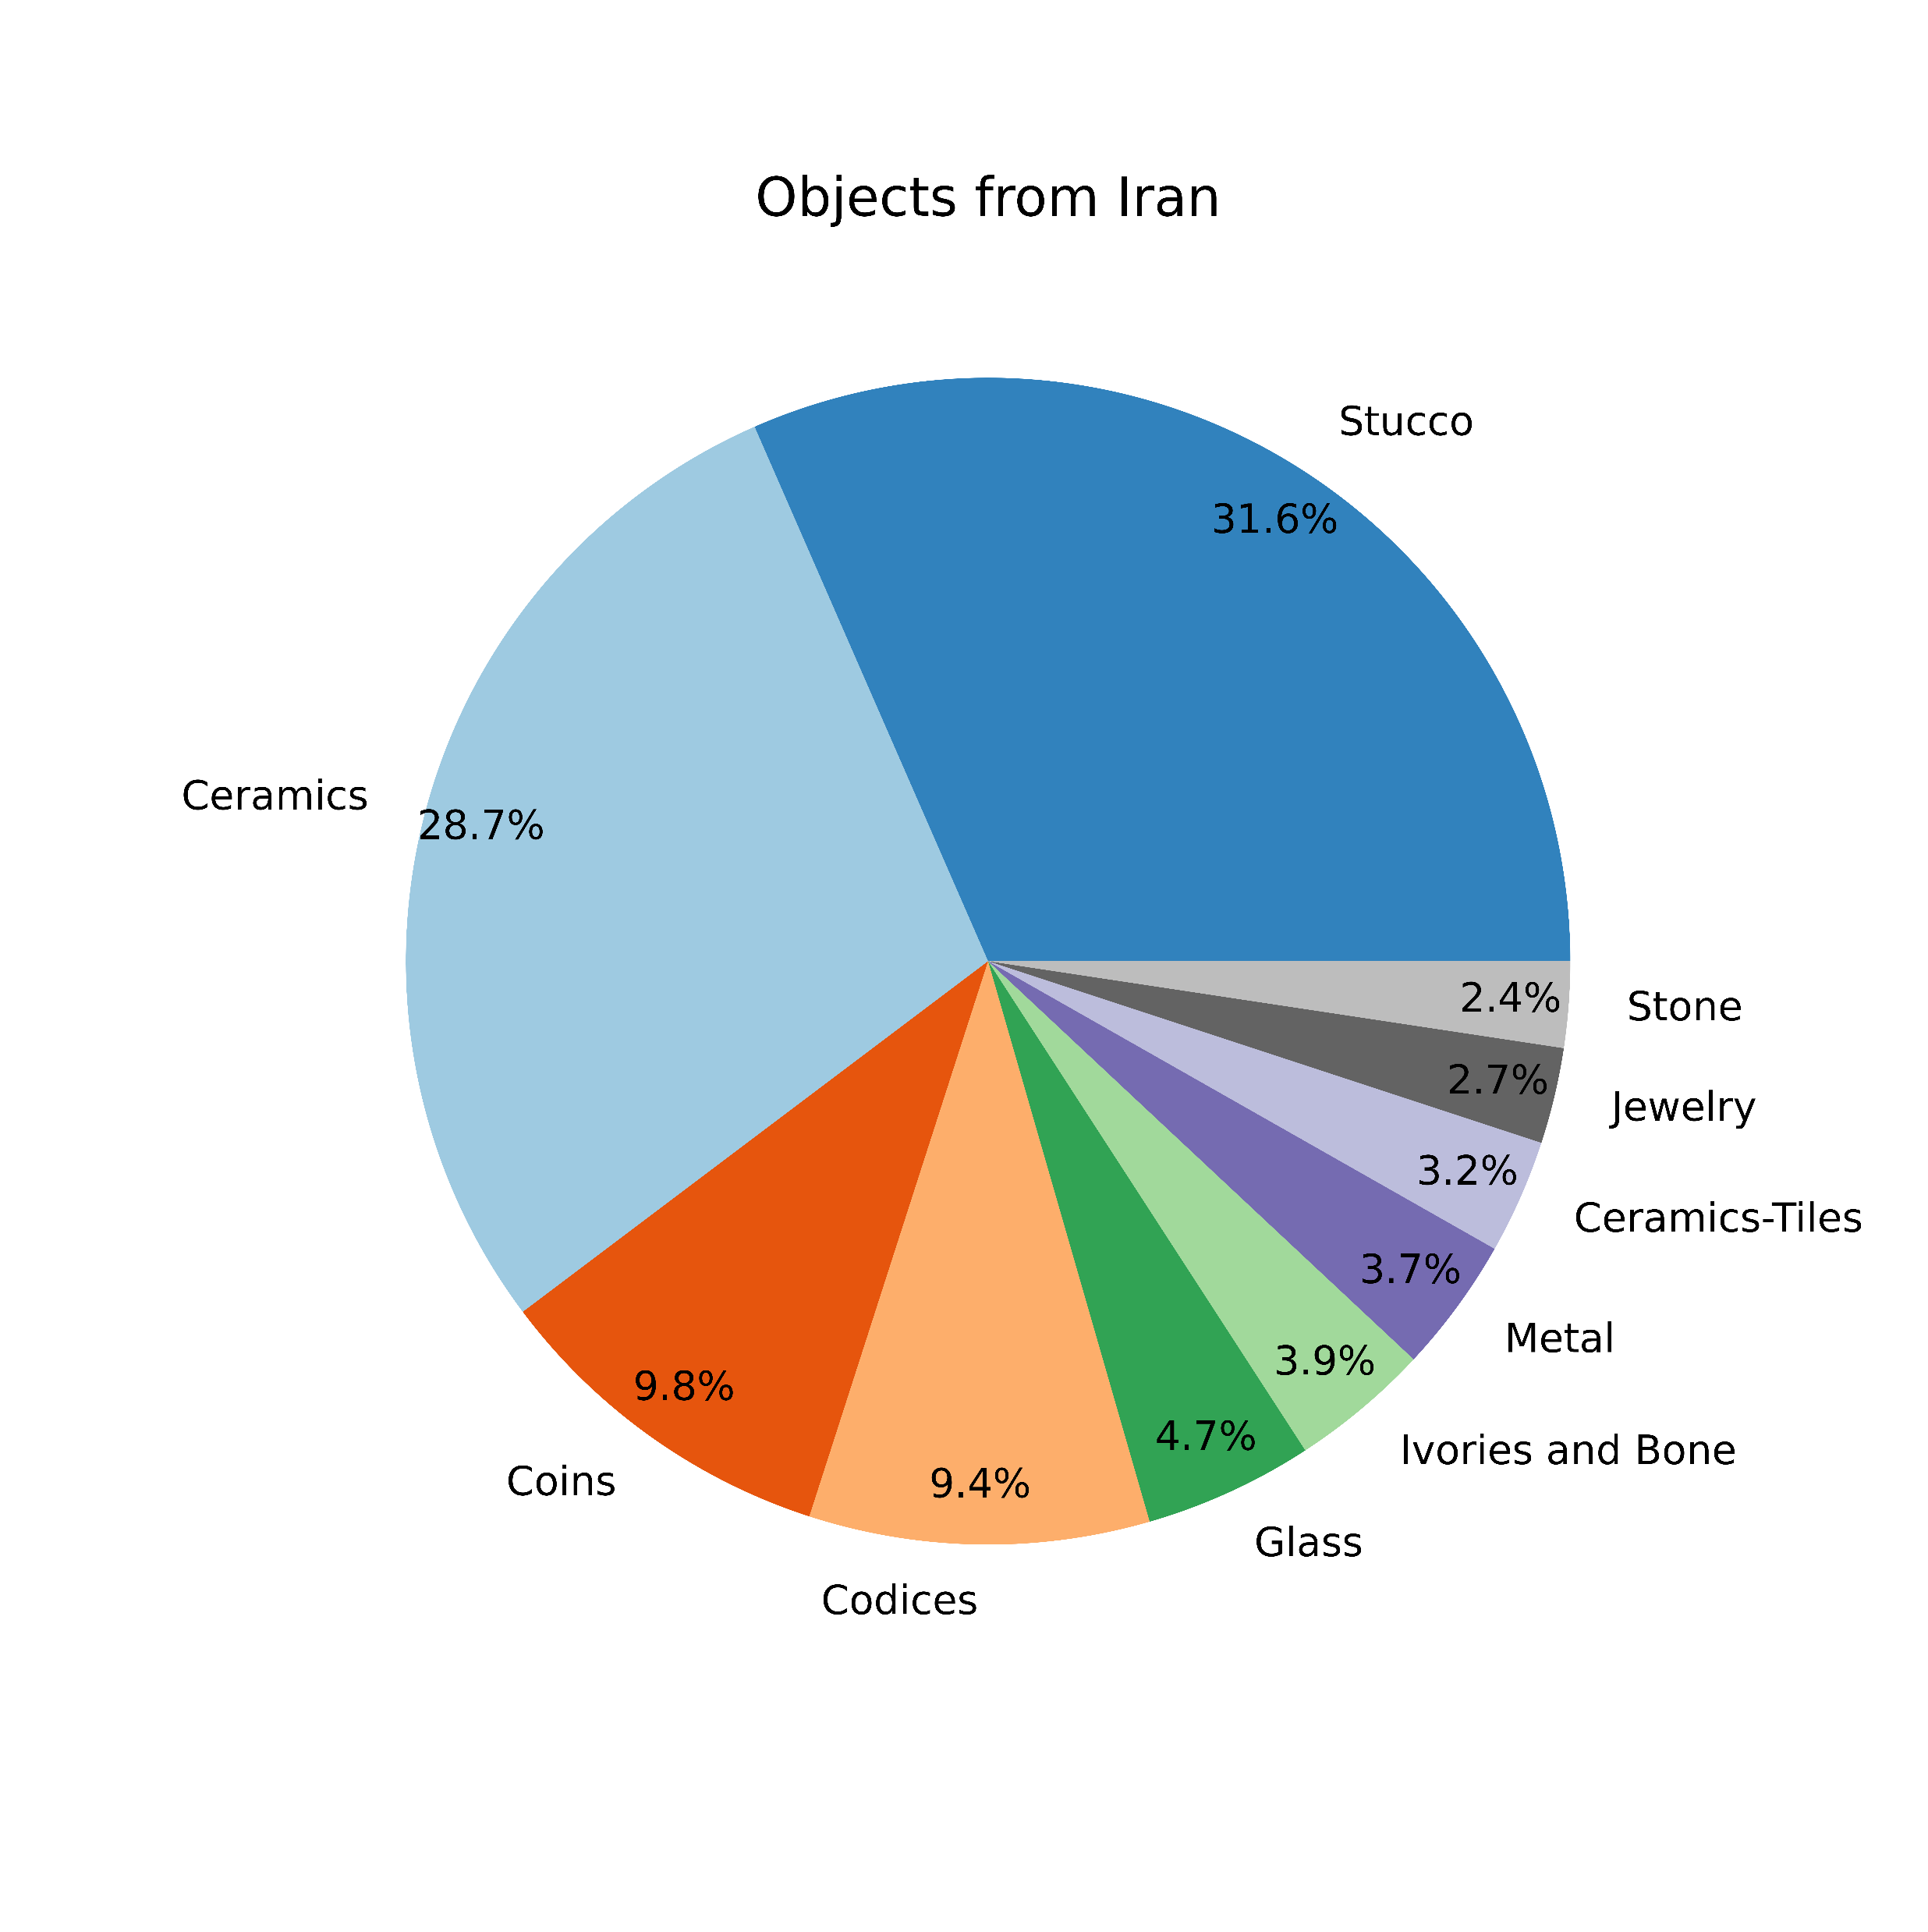 Objects from Iran
Stucco
31.6%
Ceramics
28.7%
Coins
9.8%
Codices
9.4%
Glass
4.7%
Ivories and Bone
3.9%
Metal
3.7%
Ceramics-Tiles
3.2%
Jewelry
2.7%
Stone
2.4%